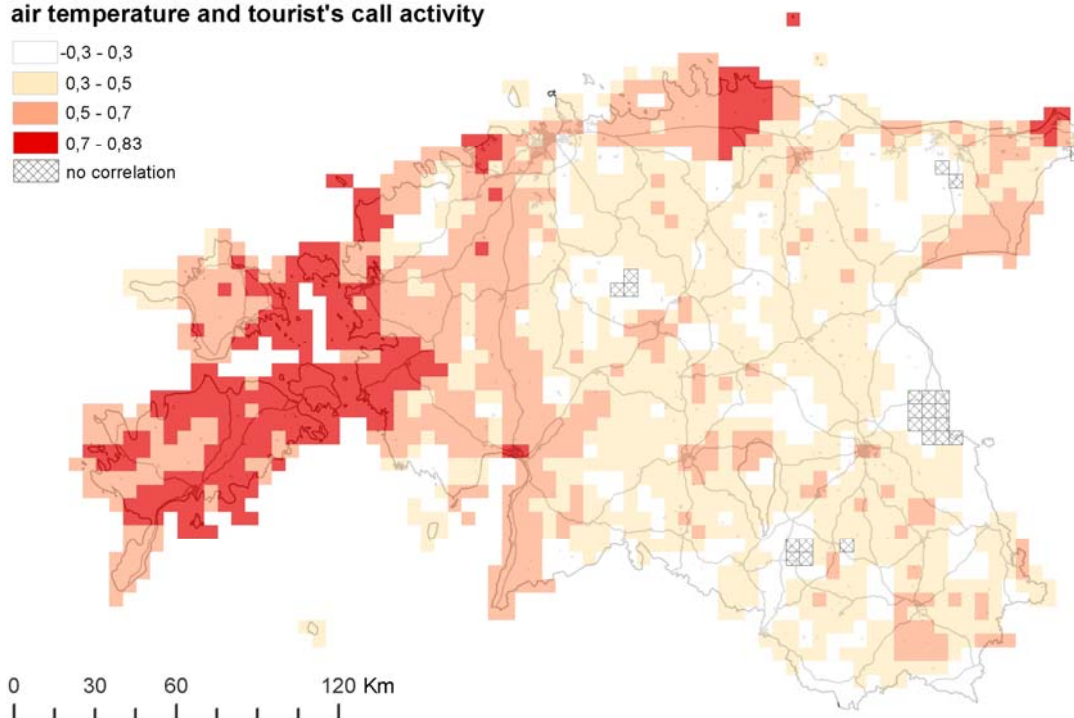 air temperature and tourist's call activity
-0,3 - 0,3
0,3 - 0,5
0,5 - 0,7
0,7 - 0,83
no correlation
0 30 60 120 Km